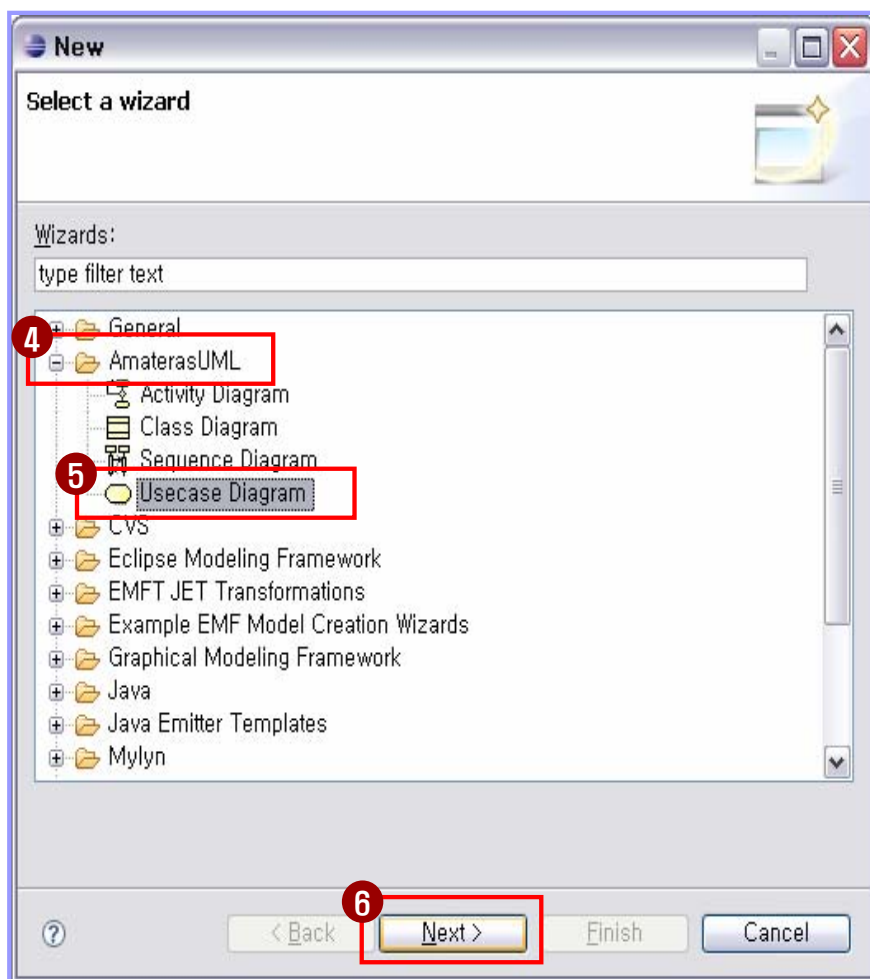 New
Select a wizard
Wizards:
type filter text
General
4
AmaterasUML
Activity Diagram
Class Diagram
Sequence Diagram
5
Usecase Diagram
CVS
Eclipse Modeling Framework
EMFT JET Transformations
Example EMF Model Creation Wizards
Graphical Modeling Framework
Java
Java Emitter Templates
Mylyn
6
? < Back Next > Finish Cancel